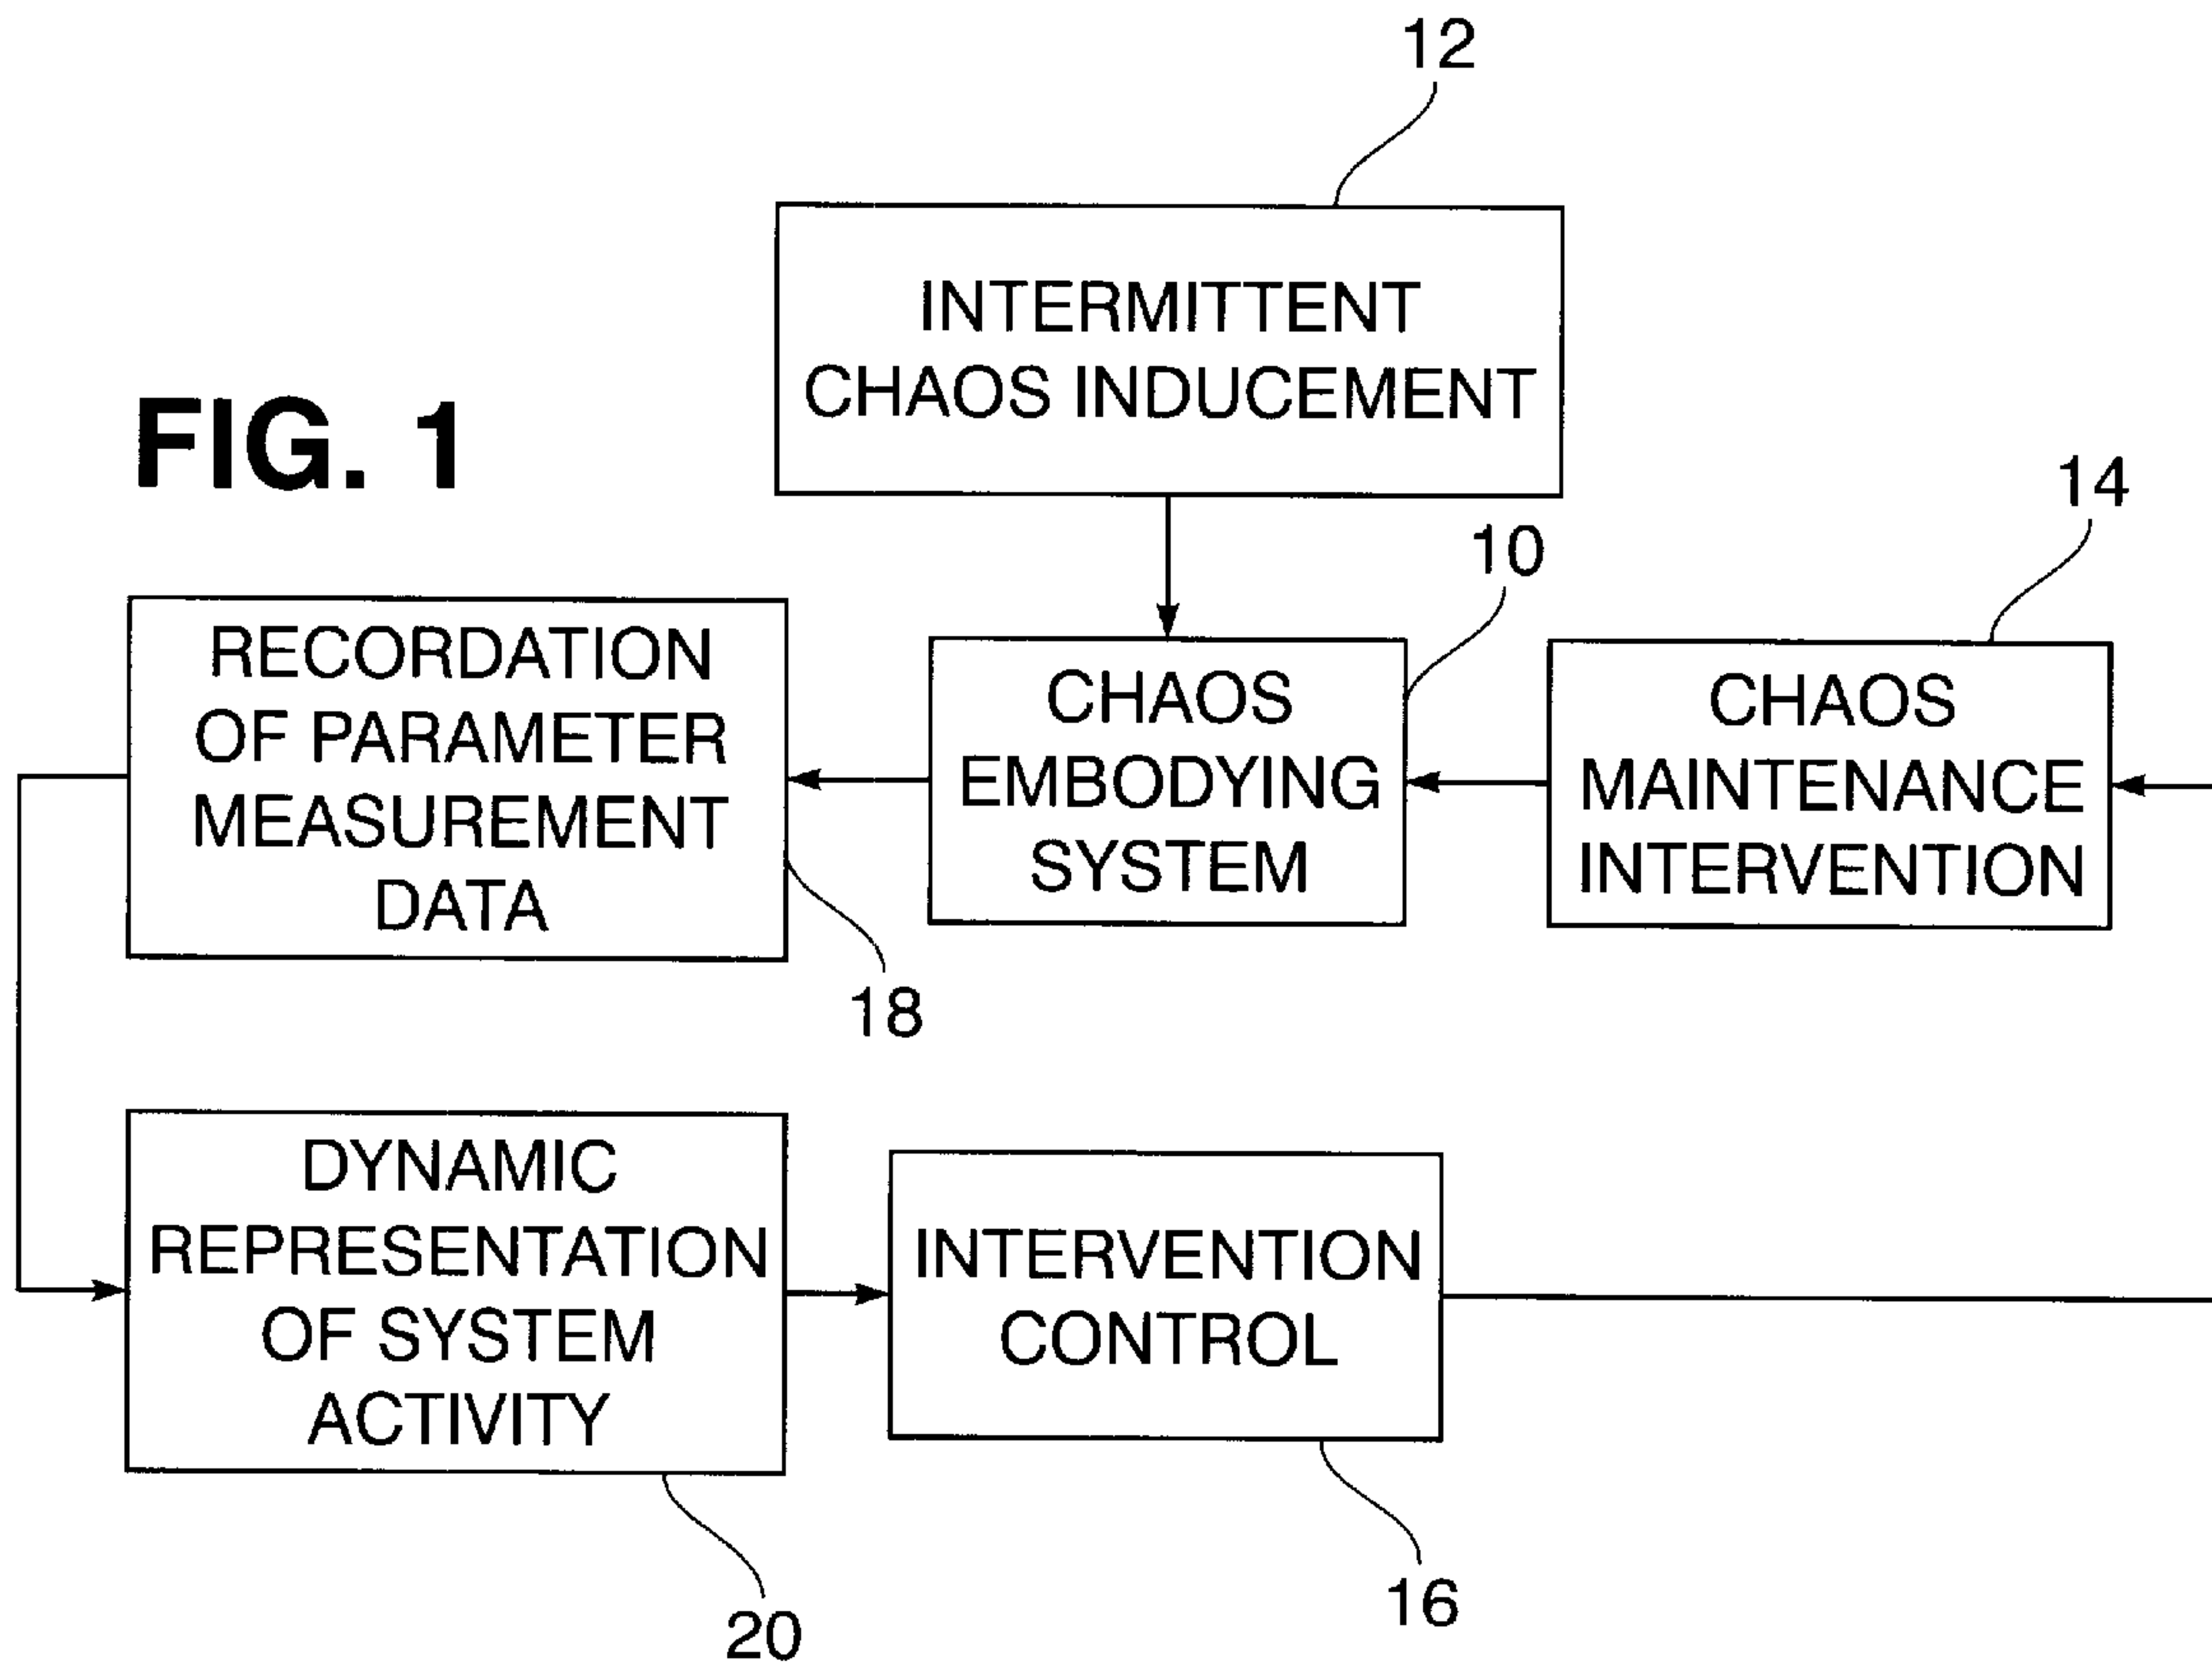 12
INTERMITTENT
CHAOS INDUCEMENT
FIG. 1
14
10
RECORDATION
OF PARAMETER
MEASUREMENT
DATA
CHAOS
EMBODYING
SYSTEM
CHAOS
MAINTENANCE
INTERVENTION
18
DYNAMIC
REPRESENTATION
OF SYSTEM
ACTIVITY
INTERVENTION
CONTROL
16
20